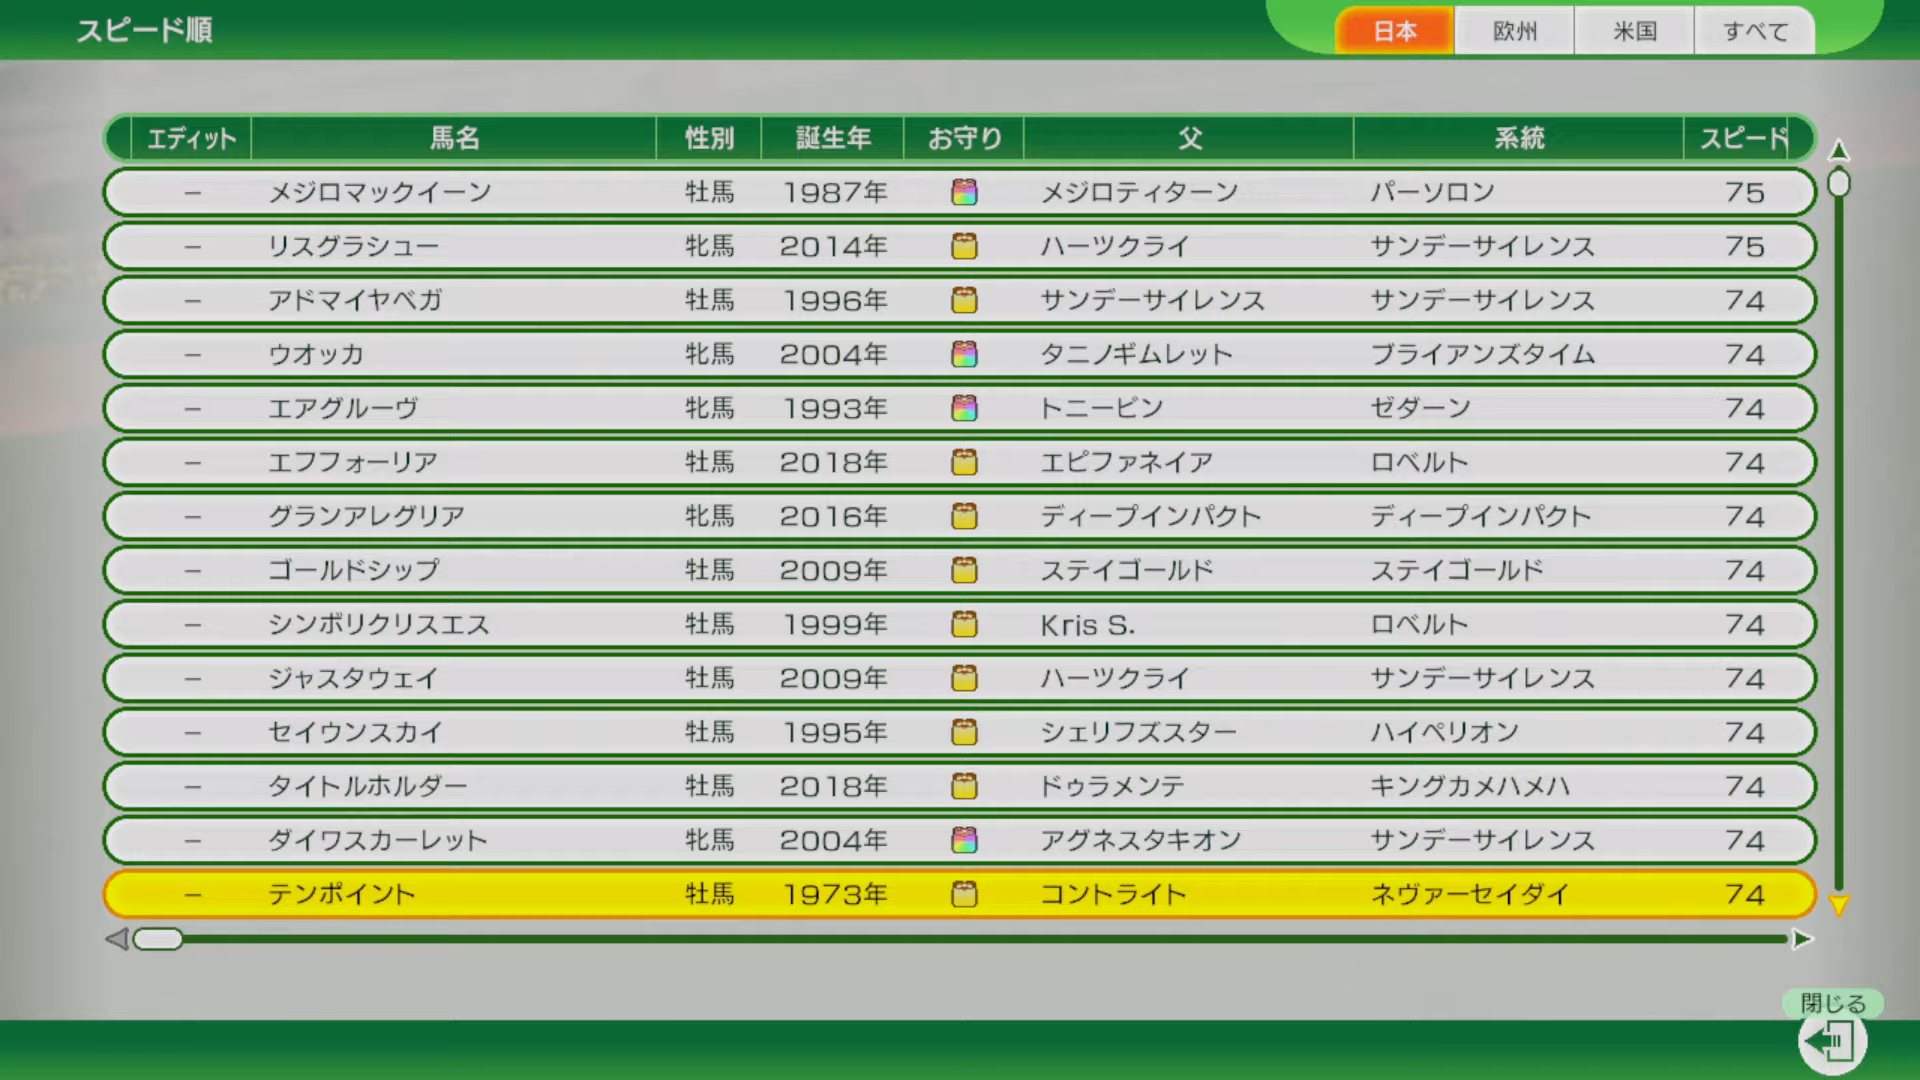 スピード順
日本 欧州 米国 すべて
エディット 馬名 性別 誕生年 お守り 父 系統 スピード
– メジロマックイーン 牡馬 1987年 メジロティターン パーソロン 75
– リスグラシュー 牝馬 2014年 ハーツクライ サンデーサイレンス 75
– アドマイヤベガ 牡馬 1996年 サンデーサイレンス サンデーサイレンス 74
– ウオッカ 牝馬 2004年 タニノギムレット ブライアンズタイム 74
– エアグルーヴ 牝馬 1993年 トニービン ゼダーン 74
– エフフォーリア 牡馬 2018年 エピファネイア ロベルト 74
– グランアレグリア 牝馬 2016年 ディープインパクト ディープインパクト 74
– ゴールドシップ 牡馬 2009年 ステイゴールド ステイゴールド 74
– シンボリクリスエス 牡馬 1999年 Kris S. ロベルト 74
– ジャスタウェイ 牡馬 2009年 ハーツクライ サンデーサイレンス 74
– セイウンスカイ 牡馬 1995年 シェリフズスター ハイペリオン 74
– タイトルホルダー 牡馬 2018年 ドゥラメンテ キングカメハメハ 74
– ダイワスカーレット 牝馬 2004年 アグネスタキオン サンデーサイレンス 74
– テンポイント 牡馬 1973年 コントライト ネヴァーセイダイ 74
閉じる